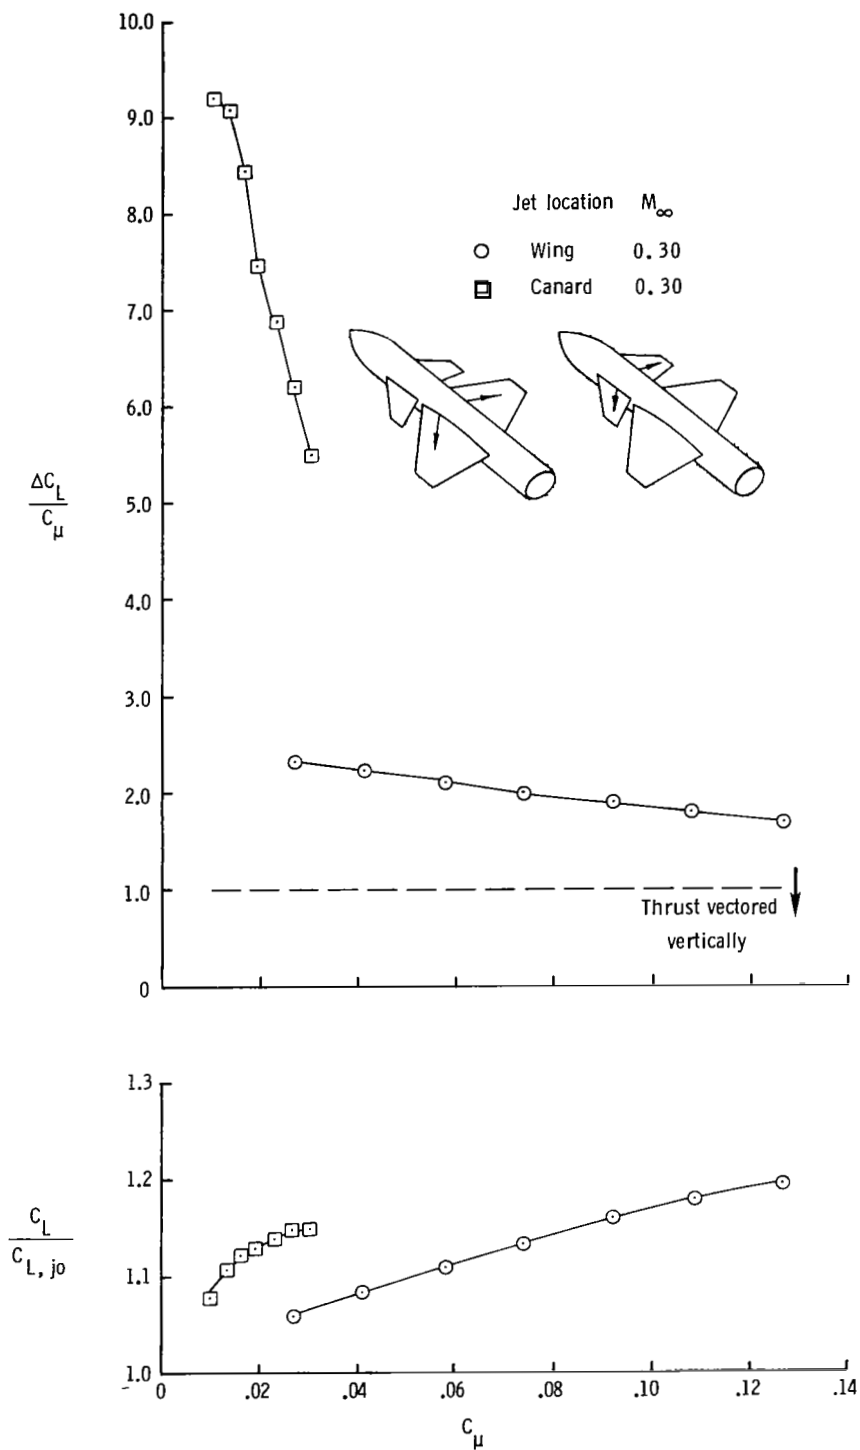 10.0
9.0
8.0
7.0
6.0
5.0
4.0
3.0
2.0
1.0
0
ΔC_L
C_μ
Jet location M_∞
Wing 0.30
Canard 0.30
Thrust vectored
vertically
1.3
1.2
1.1
1.0
C_L
C_L, jo
0 .02 .04 .06 .08 .10 .12 .14
C_μ